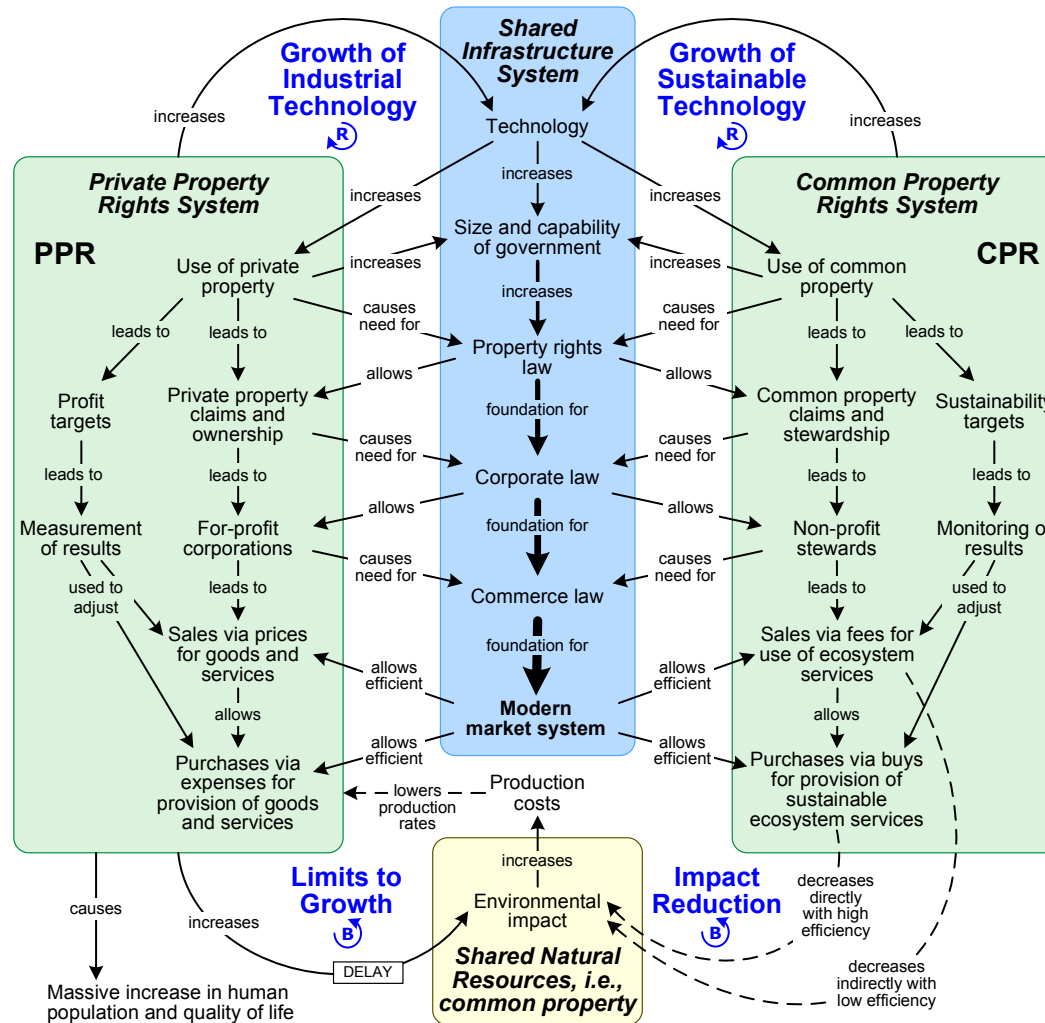 Shared
Infrastructure
System
Growth of
Industrial
Technology
R
Growth of
Sustainable
Technology
R
increases
increases
Technology
Private Property
Rights System
PPR
Common Property
Rights System
CPR
increases
increases
increases
Size and capability
of government
Use of private
property
increases
increases
Use of common
property
increases
causes
need for
causes
need for
leads to
leads to
leads to
leads to
Property rights
law
allows
allows
Profit
targets
Private property
claims and
ownership
foundation for
Common property
claims and
stewardship
Sustainability
targets
causes
need for
causes
need for
leads to
leads to
leads to
leads to
Corporate law
allows
allows
Measurement
of results
For-profit
corporations
foundation for
Non-profit
stewards
Monitoring of
results
causes
need for
causes
need for
used to
adjust
leads to
leads to
used to
adjust
Commerce law
Sales via prices
for goods and
services
foundation for
Sales via fees for
use of ecosystem
services
allows
efficient
allows
efficient
allows
allows
Modern
market system
allows
efficient
allows
efficient
Purchases via
expenses for
provision of goods
and services
Purchases via buys
for provision of
sustainable
ecosystem services
lowers
production
rates
Production
costs
increases
Limits to
Growth
B
Impact
Reduction
B
causes
increases
Environmental
impact
decreases
directly
with high
efficiency
DELAY
Shared Natural
Resources, i.e.,
common property
decreases
indirectly with
low efficiency
Massive increase in human
population and quality of life